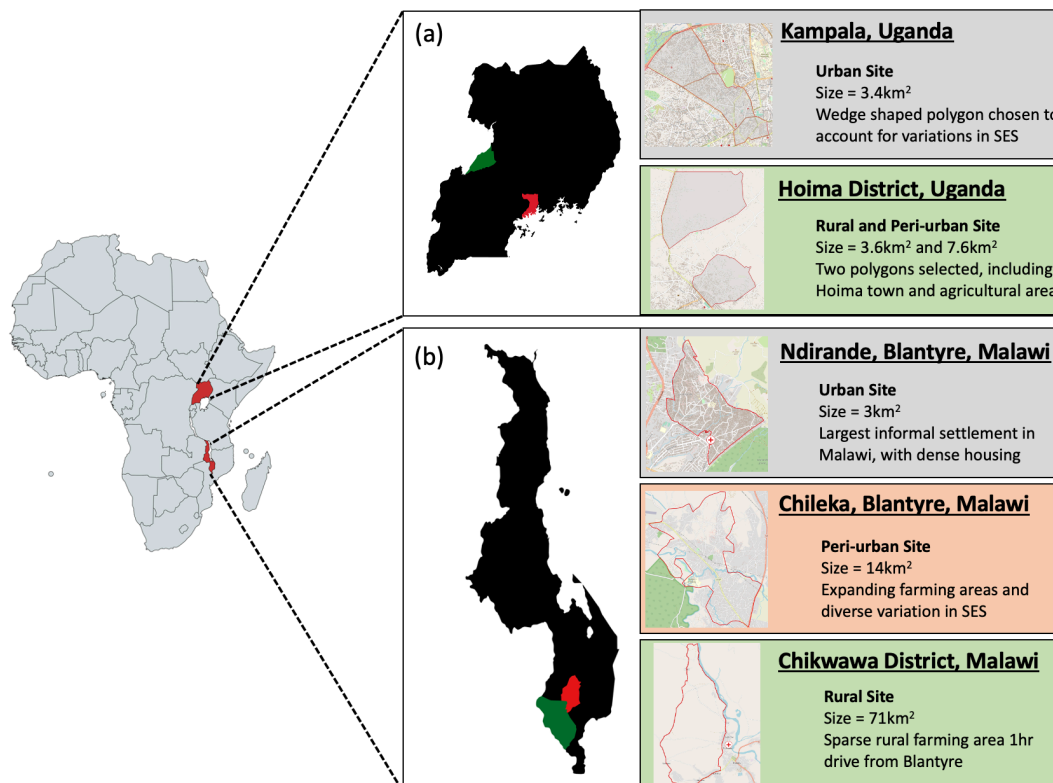 (a)
Kampala, Uganda
Urban Site
Size = 3.4km²
Wedge shaped polygon chosen to
account for variations in SES
Hoima District, Uganda
Rural and Peri-urban Site
Size = 3.6km² and 7.6km²
Two polygons selected, including
Hoima town and agricultural area
(b)
Ndirande, Blantyre, Malawi
Urban Site
Size = 3km²
Largest informal settlement in
Malawi, with dense housing
Chileka, Blantyre, Malawi
Peri-urban Site
Size = 14km²
Expanding farming areas and
diverse variation in SES
Chikwawa District, Malawi
Rural Site
Size = 71km²
Sparse rural farming area 1hr
drive from Blantyre